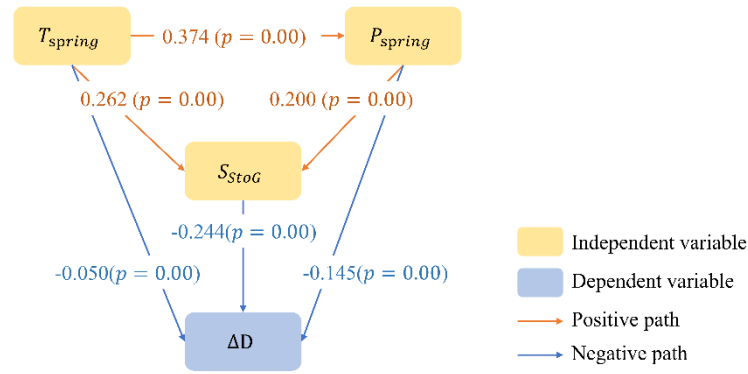 T_spring
0.374 (p = 0.00)
P_spring
0.262 (p = 0.00)
0.200 (p = 0.00)
S_StoG
-0.244(p = 0.00)
-0.050(p = 0.00)
-0.145(p = 0.00)
ΔD
Independent variable
Dependent variable
Positive path
Negative path